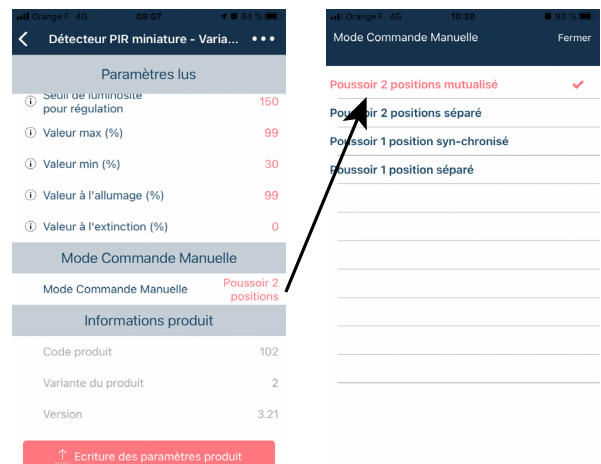 Orange F 4G 08:07 84 %
Détecteur PIR miniature - Varia...
Paramètres lus
Seuil de luminosité
pour régulation 150
Valeur max (%) 99
Valeur min (%) 30
Valeur à l'allumage (%) 99
Valeur à l'extinction (%) 0
Mode Commande Manuelle
Mode Commande Manuelle Poussoir 2
positions
Informations produit
Code produit 102
Variante du produit 2
Version 3.21
Ecriture des paramètres produit
Orange F 4G 10:20 83 %
Mode Commande Manuelle Fermer
Poussoir 2 positions mutualisé
Poussoir 2 positions séparé
Poussoir 1 position syn-chronisé
Poussoir 1 position séparé